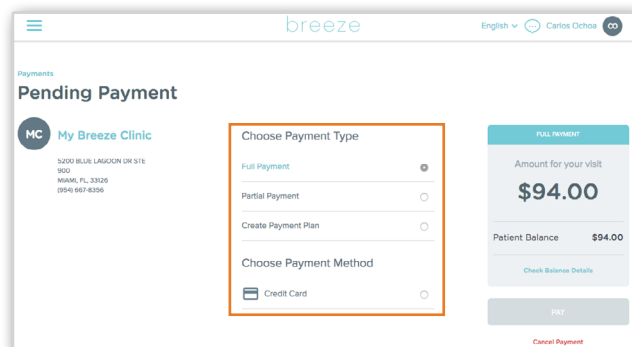 breeze
English
Carlos Ochoa
CO
Payments
Pending Payment
MC
My Breeze Clinic
5200 BLUE LAGOON DR STE
900
MIAMI, FL, 33126
(954) 667-8356
Choose Payment Type
Full Payment
Partial Payment
Create Payment Plan
Choose Payment Method
Credit Card
FULL PAYMENT
Amount for your visit
$94.00
Patient Balance $94.00
Check Balance Details
PAY
Cancel Payment